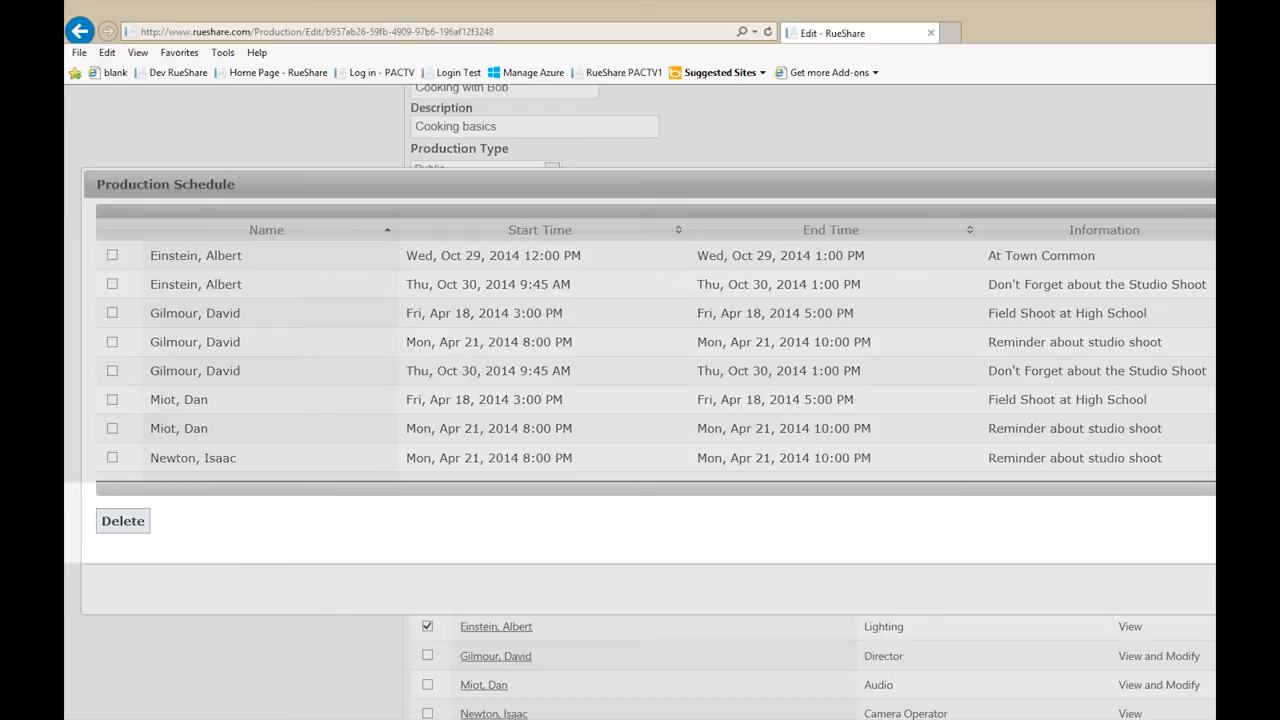 http://www.rueshare.com/Production/Edit/b957ab26-59fb-4909-97b6-196af12f3248
Edit - RueShare
File Edit View Favorites Tools Help
blank Dev RueShare Home Page - RueShare Log in - PACTV Login Test Manage Azure RueShare PACTV1 Suggested Sites Get more Add-ons
Cooking with Bob
Description
Cooking basics
Production Type
Public
Production Schedule
Name Start Time End Time Information
Einstein, Albert Wed, Oct 29, 2014 12:00 PM Wed, Oct 29, 2014 1:00 PM At Town Common
Einstein, Albert Thu, Oct 30, 2014 9:45 AM Thu, Oct 30, 2014 1:00 PM Don't Forget about the Studio Shoot
Gilmour, David Fri, Apr 18, 2014 3:00 PM Fri, Apr 18, 2014 5:00 PM Field Shoot at High School
Gilmour, David Mon, Apr 21, 2014 8:00 PM Mon, Apr 21, 2014 10:00 PM Reminder about studio shoot
Gilmour, David Thu, Oct 30, 2014 9:45 AM Thu, Oct 30, 2014 1:00 PM Don't Forget about the Studio Shoot
Miot, Dan Fri, Apr 18, 2014 3:00 PM Fri, Apr 18, 2014 5:00 PM Field Shoot at High School
Miot, Dan Mon, Apr 21, 2014 8:00 PM Mon, Apr 21, 2014 10:00 PM Reminder about studio shoot
Newton, Isaac Mon, Apr 21, 2014 8:00 PM Mon, Apr 21, 2014 10:00 PM Reminder about studio shoot
Delete
Einstein, Albert Lighting View
Gilmour, David Director View and Modify
Miot, Dan Audio View and Modify
Newton, Isaac Camera Operator View